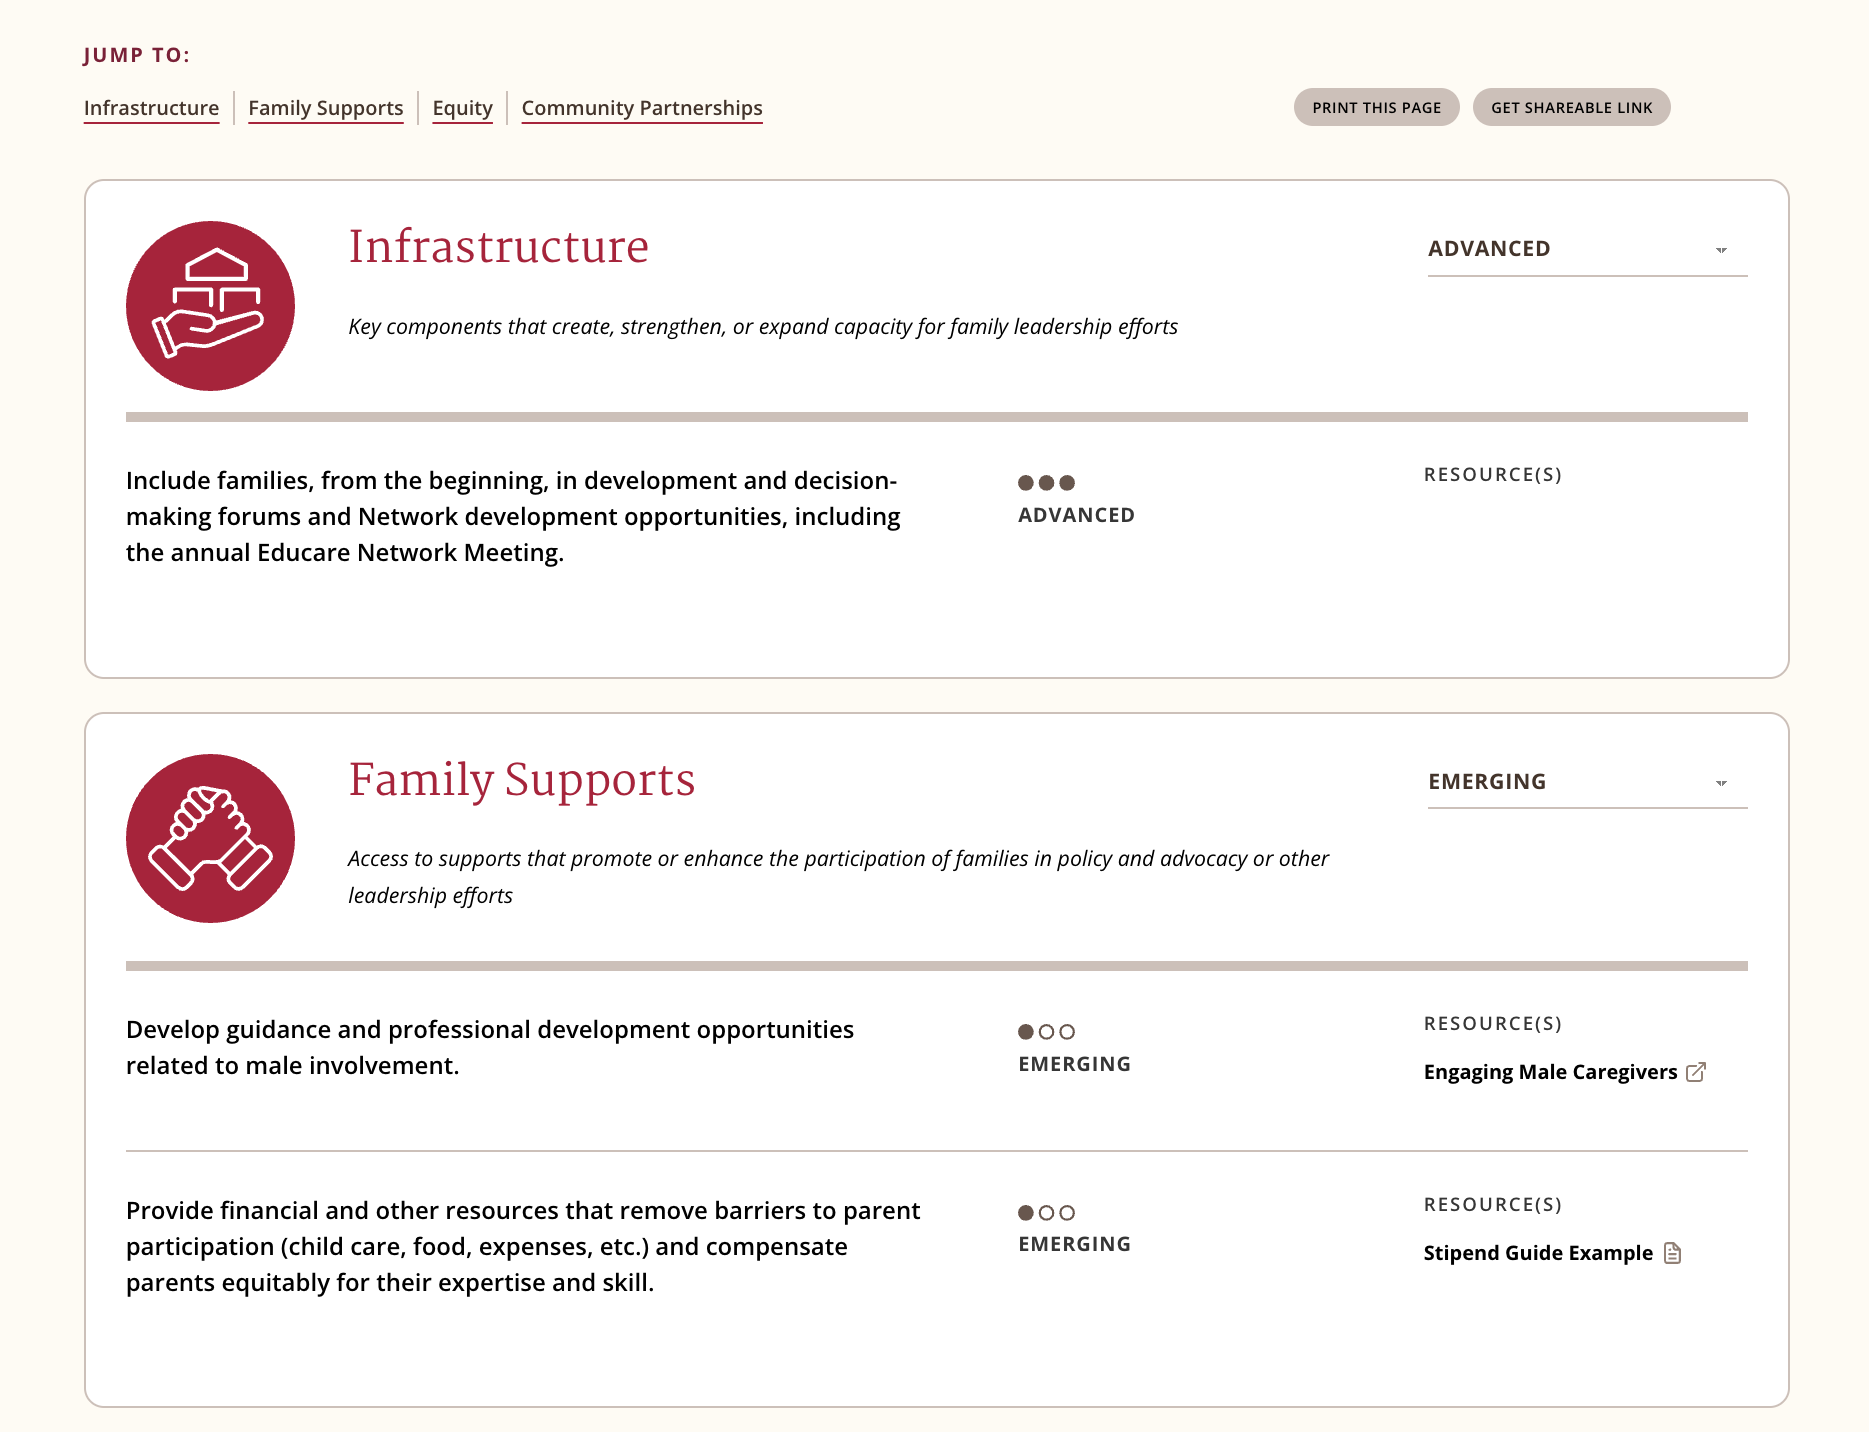 JUMP TO:
Infrastructure
Family Supports
Equity
Community Partnerships
PRINT THIS PAGE
GET SHAREABLE LINK
Infrastructure
ADVANCED
Key components that create, strengthen, or expand capacity for family leadership efforts
Include families, from the beginning, in development and decision-
making forums and Network development opportunities, including
the annual Educare Network Meeting.
ADVANCED
RESOURCE(S)
Family Supports
EMERGING
Access to supports that promote or enhance the participation of families in policy and advocacy or other
leadership efforts
Develop guidance and professional development opportunities
related to male involvement.
EMERGING
RESOURCE(S)
Engaging Male Caregivers
Provide financial and other resources that remove barriers to parent
participation (child care, food, expenses, etc.) and compensate
parents equitably for their expertise and skill.
EMERGING
RESOURCE(S)
Stipend Guide Example